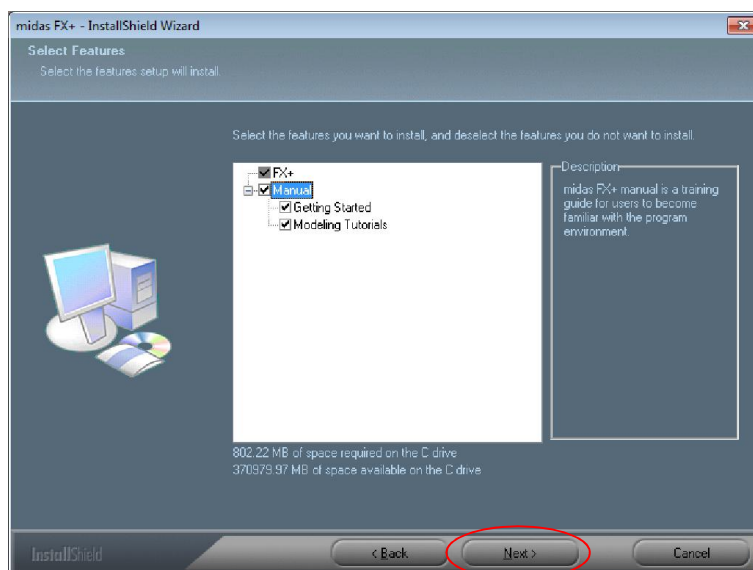 midas FX+ - InstallShield Wizard
Select Features
Select the features setup will install.
Select the features you want to install, and deselect the features you do not want to install.
FX+
Manual
Getting Started
Modeling Tutorials
Description
midas FX+ manual is a training
guide for users to become
familiar with the program
environment.
802.22 MB of space required on the C drive
370979.97 MB of space available on the C drive
InstallShield
< Back
Next >
Cancel